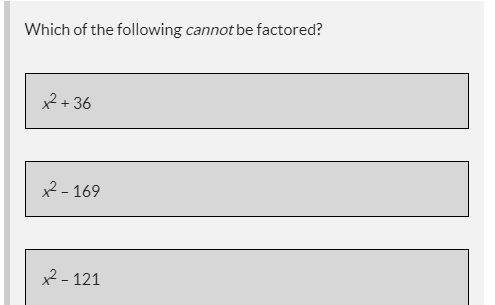 Which of the following cannot be factored?
x² + 36
x² – 169
x² – 121